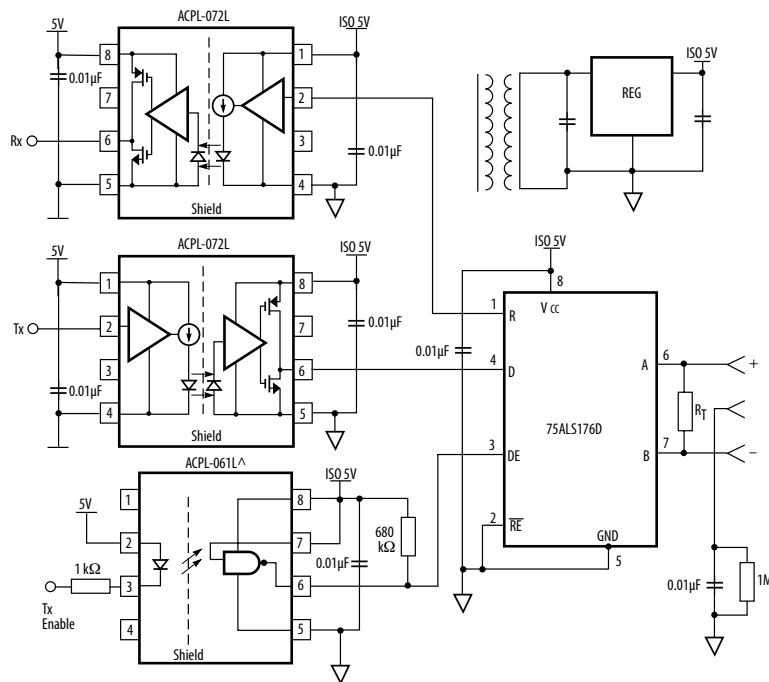 ACPL-072L
5V
8
0.01µF
7
Rx
6
5
Shield
ISO 5V
1
2
3
0.01µF
4
ISO 5V
REG
ACPL-072L
5V
1
Tx
2
3
0.01µF
4
Shield
ISO 5V
8
7
0.01µF
6
5
ISO 5V
8
V CC
1
R
0.01µF
4
D
75ALS176D
3
DE
2
RE
GND
5
A
6
+
RT
B
7
–
0.01µF
1M
ACPL-061L^
5V
1
2
1 kΩ
3
Tx
Enable
4
Shield
ISO 5V
8
7
680
kΩ
0.01µF
6
5